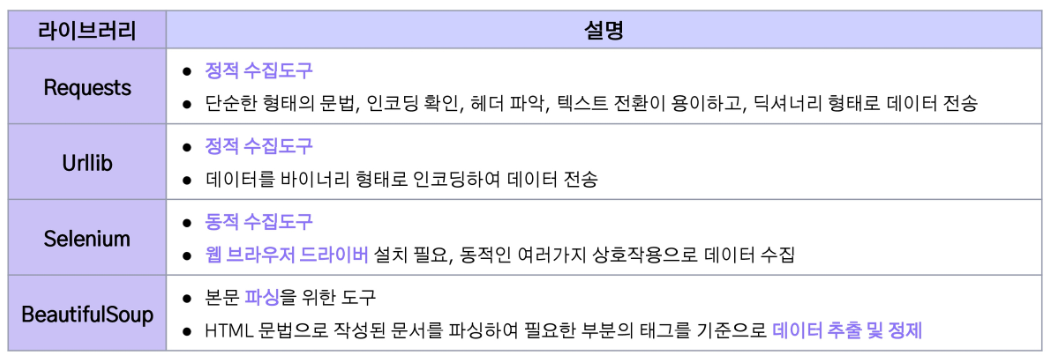 라이브러리
설명
Requests
● 정적 수집도구
● 단순한 형태의 문법, 인코딩 확인, 헤더 파악, 텍스트 전환이 용이하고, 딕셔너리 형태로 데이터 전송
Urllib
● 정적 수집도구
● 데이터를 바이너리 형태로 인코딩하여 데이터 전송
Selenium
● 동적 수집도구
● 웹 브라우저 드라이버 설치 필요, 동적인 여러가지 상호작용으로 데이터 수집
BeautifulSoup
● 본문 파싱을 위한 도구
● HTML 문법으로 작성된 문서를 파싱하여 필요한 부분의 태그를 기준으로 데이터 추출 및 정제